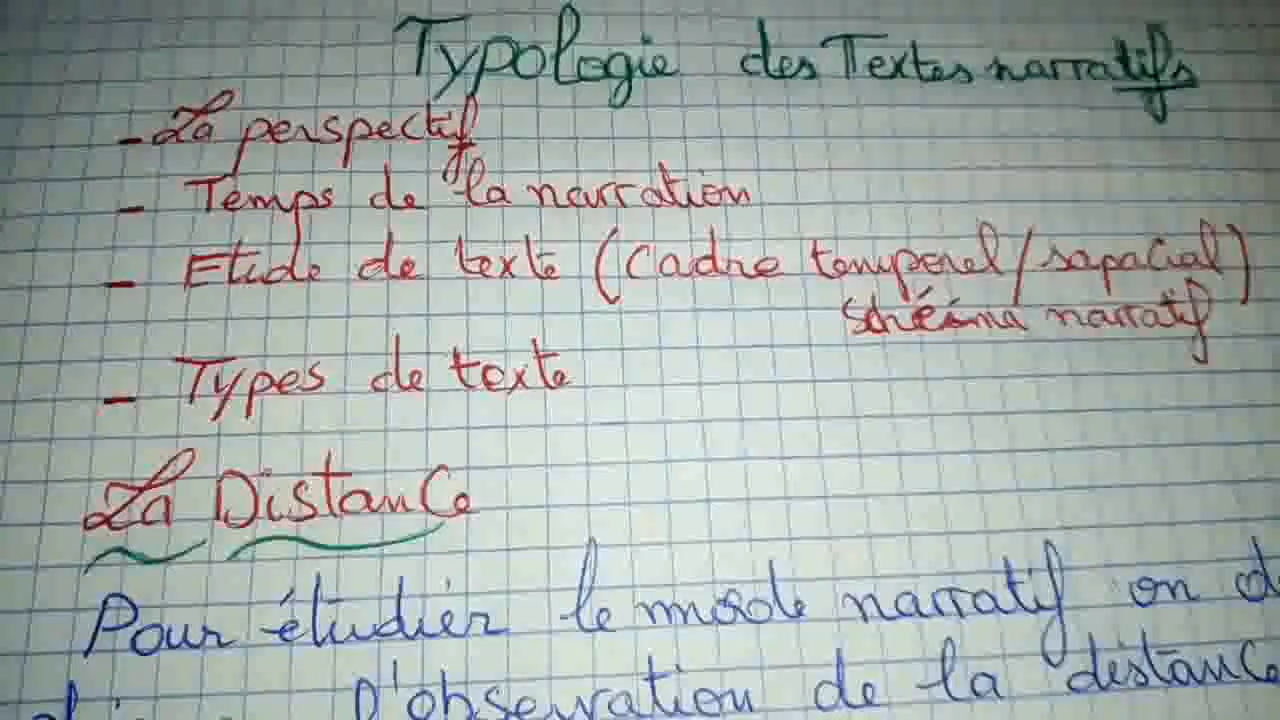 Typologie des Textes narratifs
- La perspectif
- Temps de la narration
- Etude de texte (Cadre temporel/sapacial)
Schéma narratif
- Types de texte
La Distance
Pour étudier le mode narratif on d
l'observation de la distance